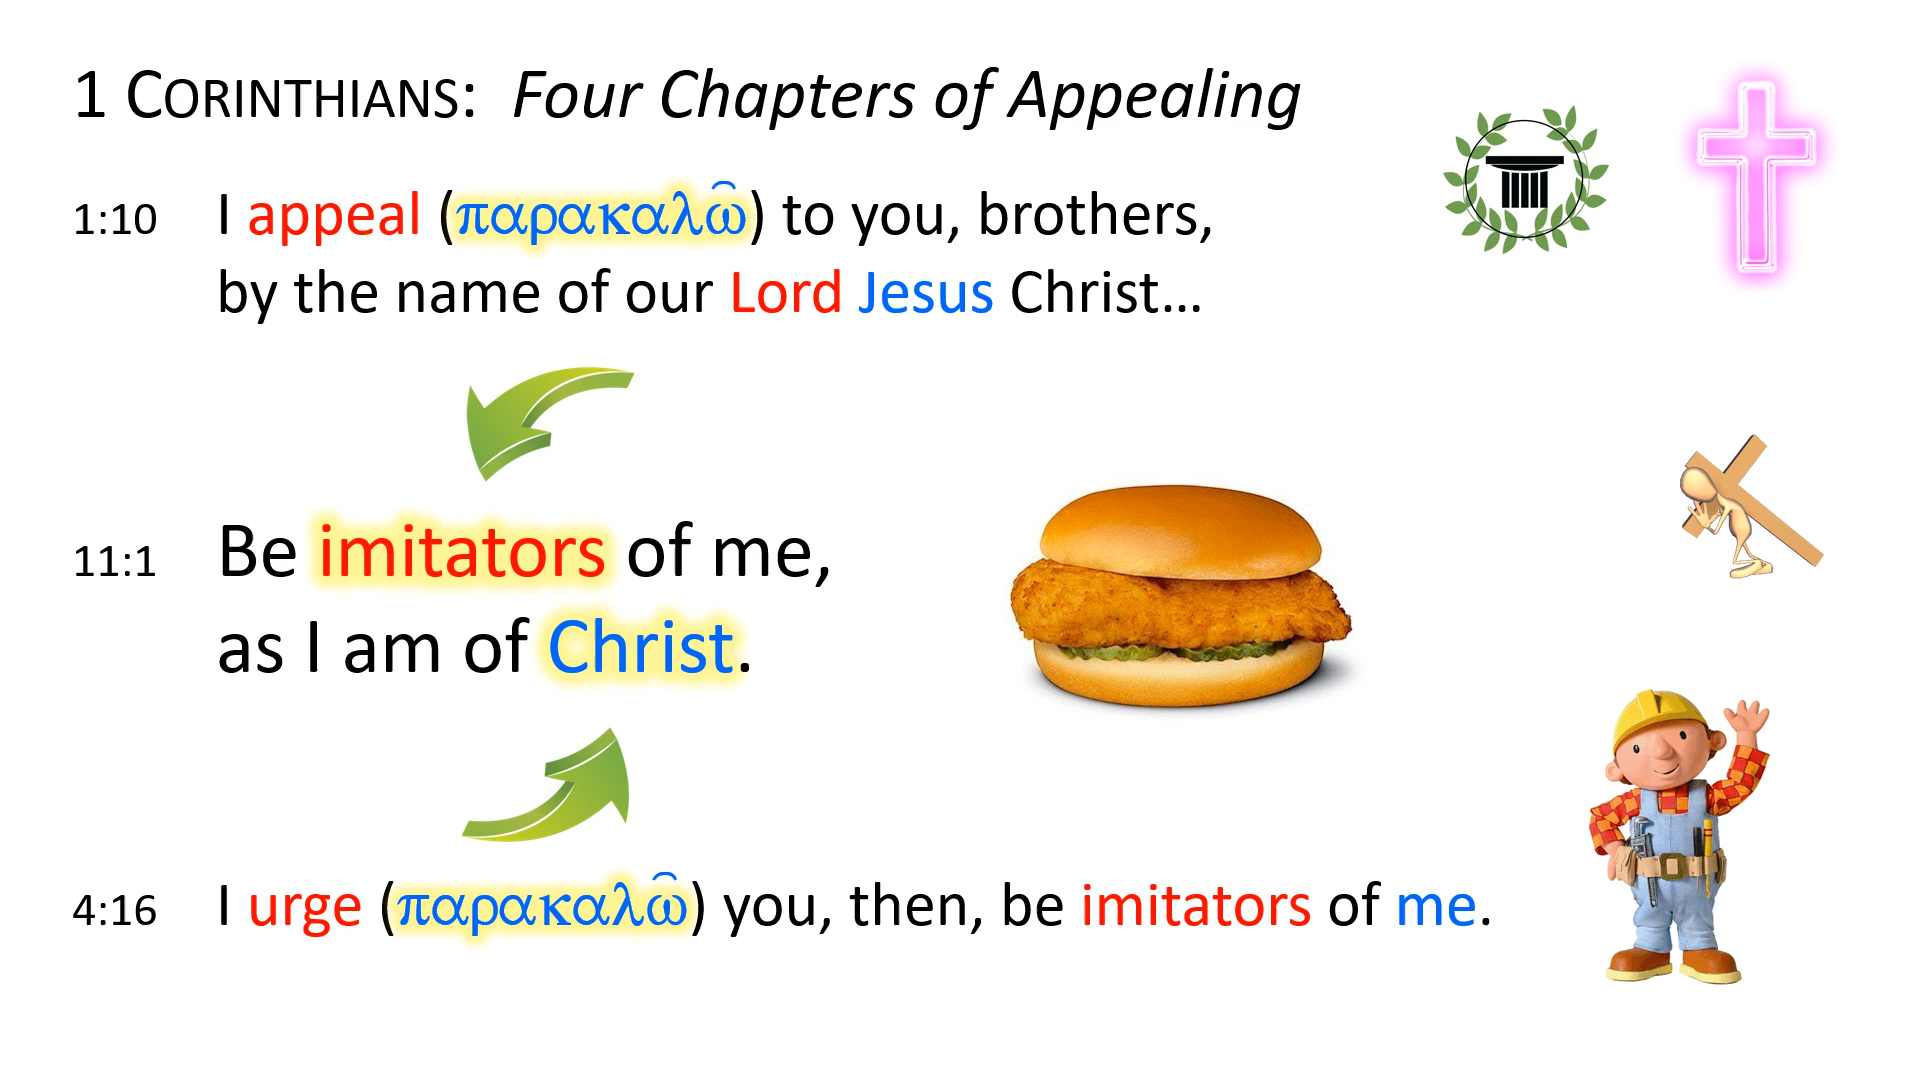 1 CORINTHIANS: Four Chapters of Appealing
1:10 I appeal (παρακαλῶ) to you, brothers,
by the name of our Lord Jesus Christ…
11:1 Be imitators of me,
as I am of Christ.
4:16 I urge (παρακαλῶ) you, then, be imitators of me.